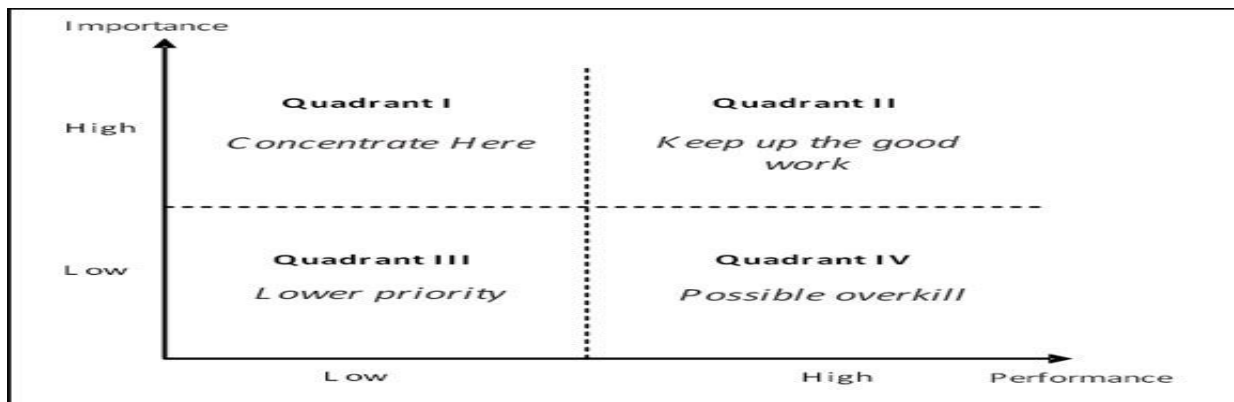 Importance
Quadrant I
Quadrant II
High
Concentrate Here
Keep up the good
work
Quadrant III
Quadrant IV
Low
Lower priority
Possible overkill
Low
High
Performance